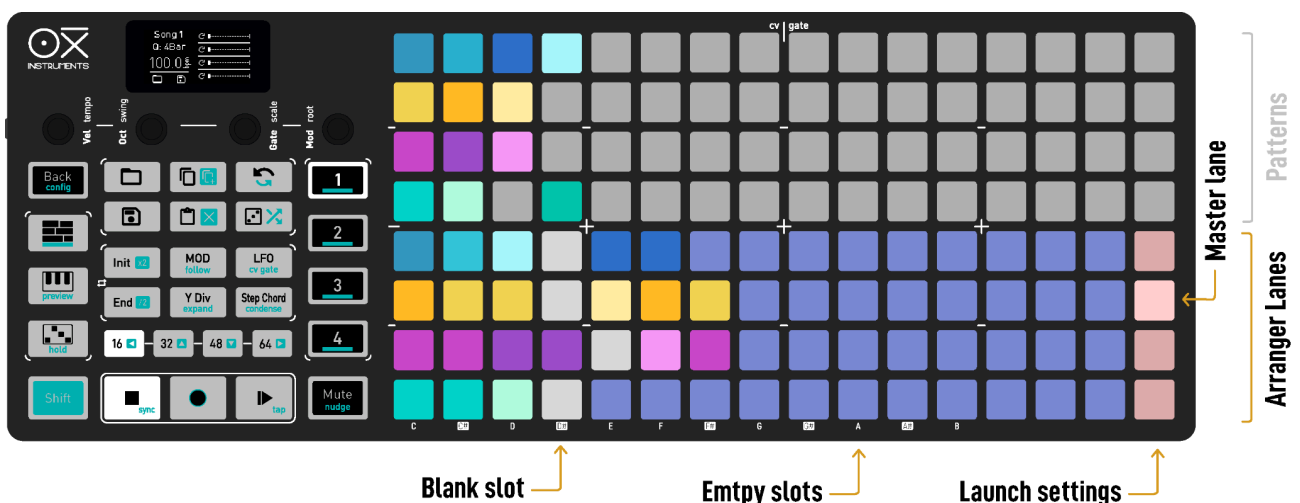 OX
INSTRUMENTS
Song 1
Q: 4Bar
100.0
Vel tempo
Oct swing
Gate scale
Mod root
cv | gate
Back
config
1
2
preview
Init x2
MOD
follow
LFO
cv gate
3
End ÷2
Y Div
expand
Step Chord
condense
hold
16
32
48
64
4
Shift
sync
tap
Mute
nudge
C
C#
D
D#
E
F
F#
G
G#
A
A#
B
Patterns
Master lane
Arranger Lanes
Blank slot
Emtpy slots
Launch settings